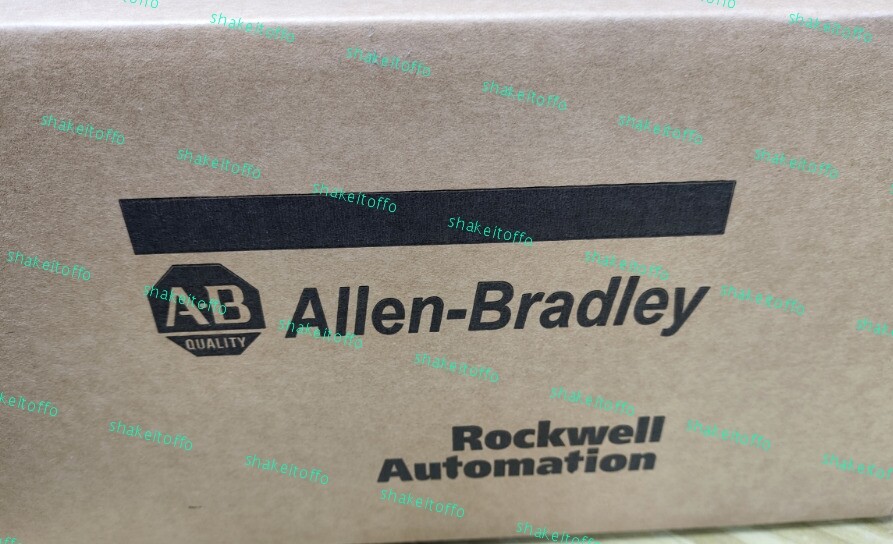 AB
QUALITY
Allen-Bradley
Rockwell
Automation
shakeitoffo